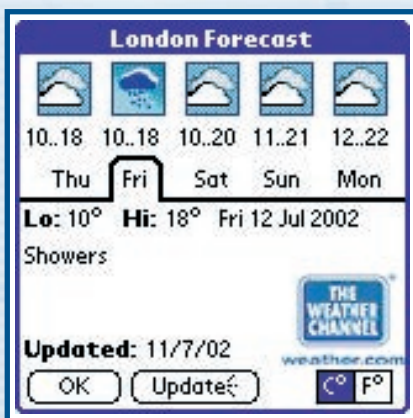 London Forecast
10..18 10..18 10..20 11..21 12..22
Thu Fri Sat Sun Mon
Lo: 10° Hi: 18° Fri 12 Jul 2002
Showers
THE
WEATHER
CHANNEL
Updated: 11/7/02
weather.com
OK Update C° F°